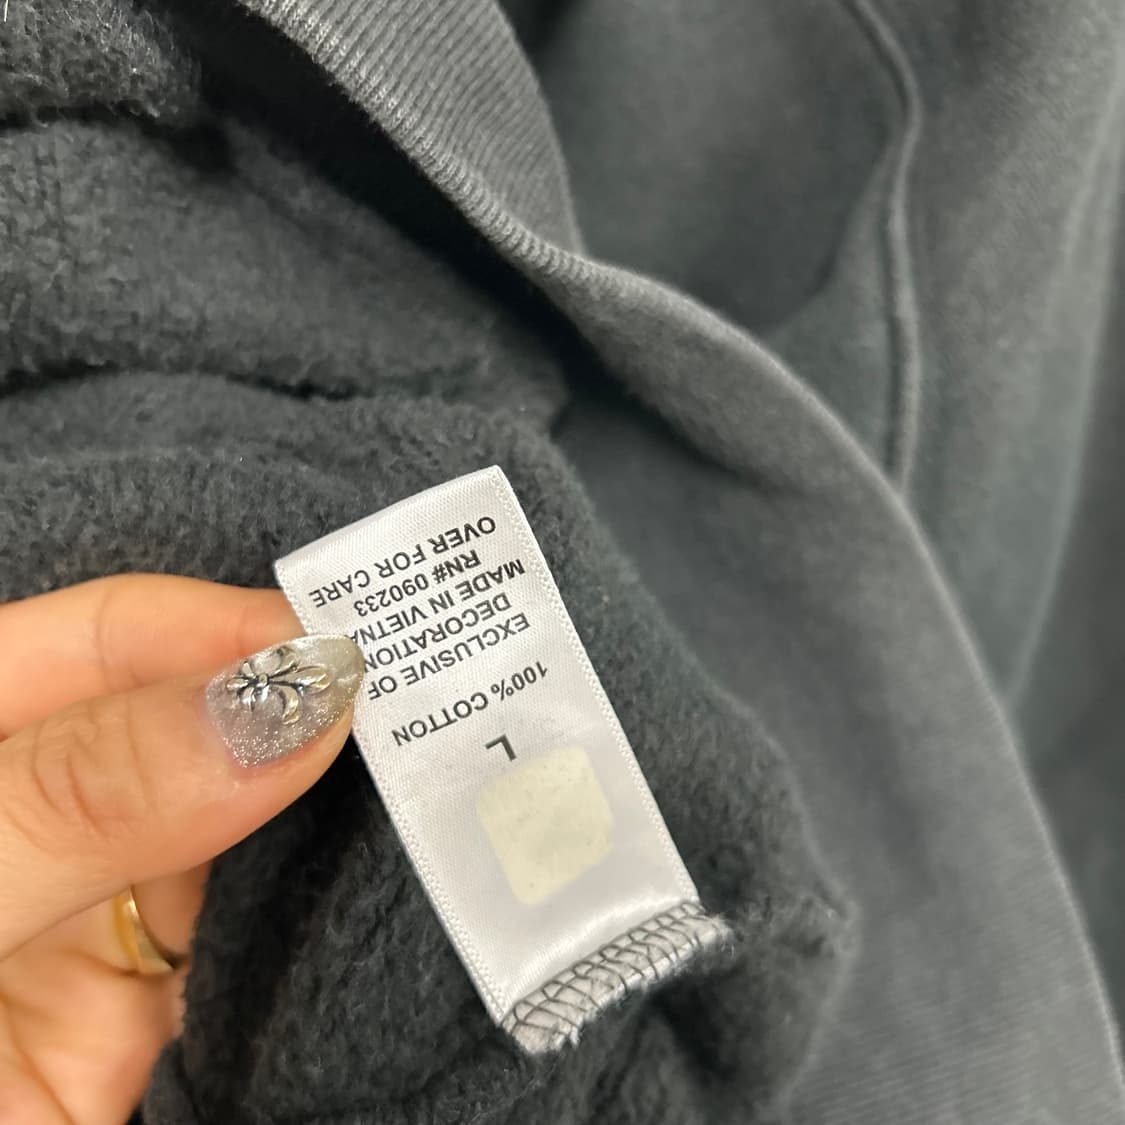 L
100% COTTON
EXCLUSIVE OF
DECORATION
MADE IN VIETNA
RN# 090233
OVER FOR CARE